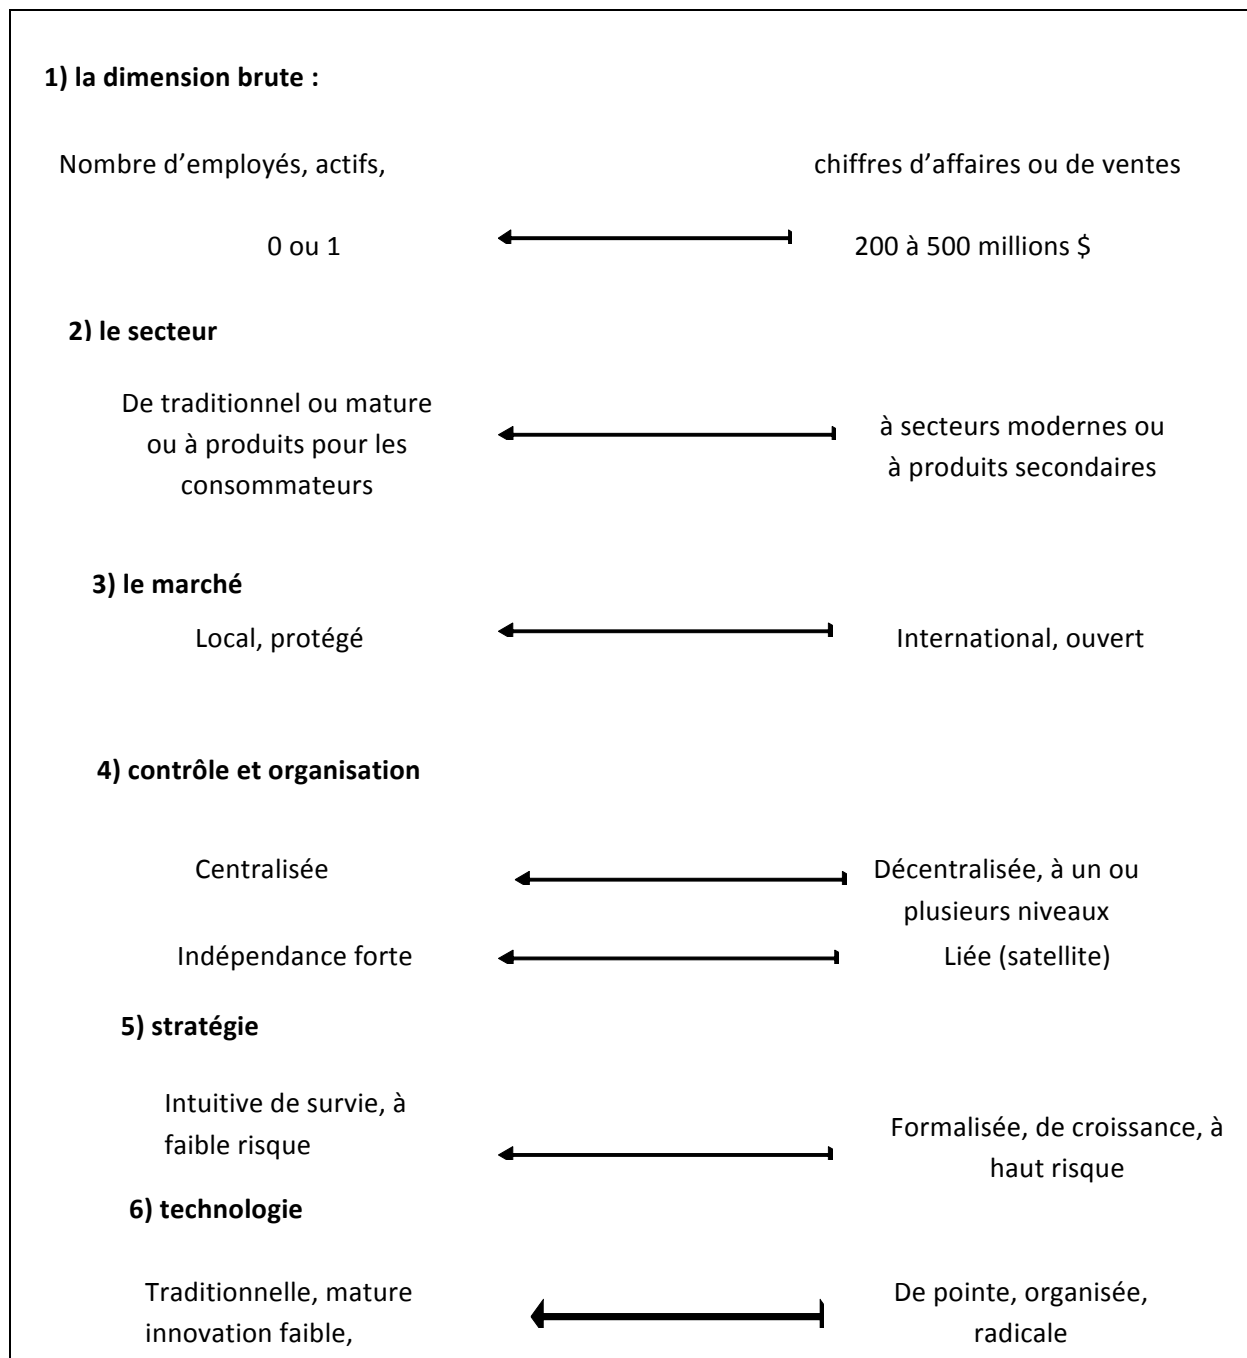 1) la dimension brute :
Nombre d’employés, actifs, chiffres d’affaires ou de ventes
0 ou 1 200 à 500 millions $
2) le secteur
De traditionnel ou mature
ou à produits pour les
consommateurs
à secteurs modernes ou
à produits secondaires
3) le marché
Local, protégé International, ouvert
4) contrôle et organisation
Centralisée
Décentralisée, à un ou
plusieurs niveaux
Indépendance forte Liée (satellite)
5) stratégie
Intuitive de survie, à
faible risque
Formalisée, de croissance, à
haut risque
6) technologie
Traditionnelle, mature
innovation faible,
De pointe, organisée,
radicale